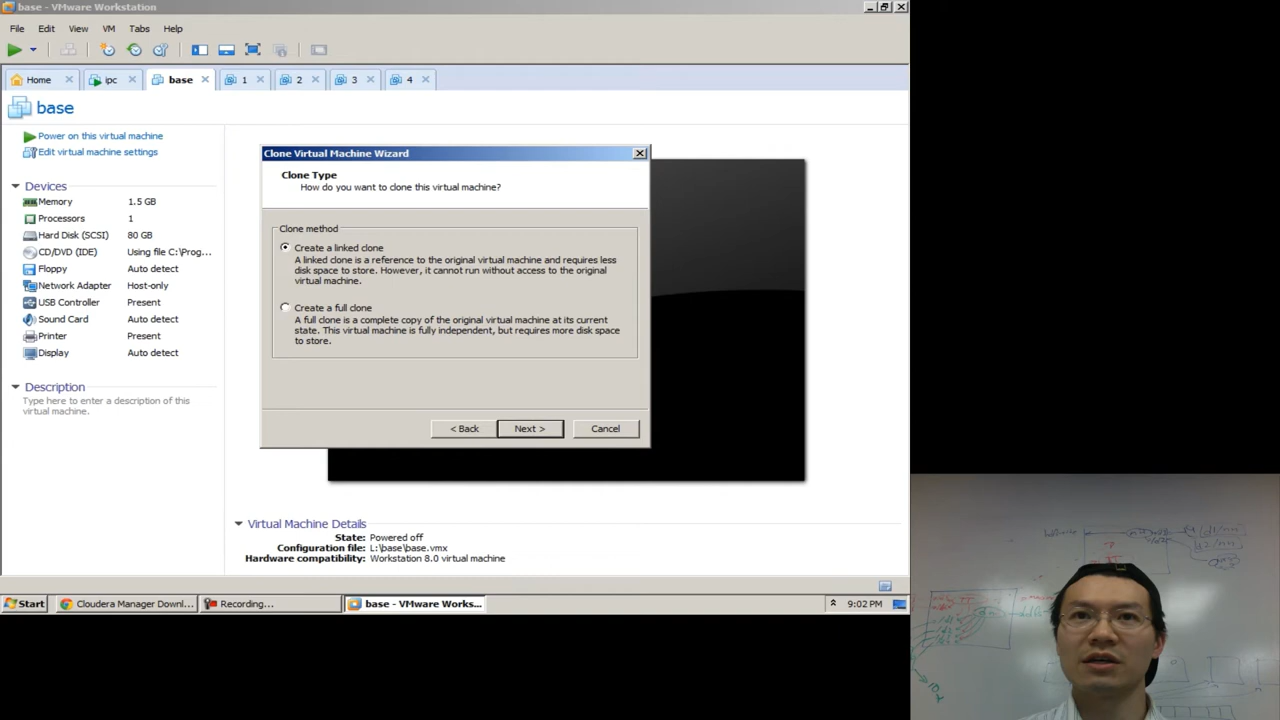 base - VMware Workstation
File Edit View VM Tabs Help
Home ipc base 1 2 3 4
base
Power on this virtual machine
Edit virtual machine settings
Devices
Memory 1.5 GB
Processors 1
Hard Disk (SCSI) 80 GB
CD/DVD (IDE) Using file C:\Prog...
Floppy Auto detect
Network Adapter Host-only
USB Controller Present
Sound Card Auto detect
Printer Present
Display Auto detect
Description
Type here to enter a description of this
virtual machine.
Clone Virtual Machine Wizard
Clone Type
How do you want to clone this virtual machine?
Clone method
Create a linked clone
A linked clone is a reference to the original virtual machine and requires less
disk space to store. However, it cannot run without access to the original
virtual machine.
Create a full clone
A full clone is a complete copy of the original virtual machine at its current
state. This virtual machine is fully independent, but requires more disk space
to store.
< Back Next > Cancel
Virtual Machine Details
State: Powered off
Configuration file: L:\base\base.vmx
Hardware compatibility: Workstation 8.0 virtual machine
Start Cloudera Manager Downl... Recording... base - VMware Works... 9:02 PM